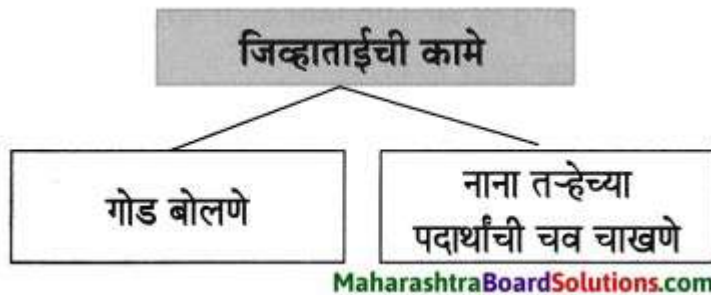 जिव्हाताईची कामे
गोड बोलणे
नाना तऱ्हेच्या
पदार्थांची चव चाखणे
MaharashtraBoardSolutions.com